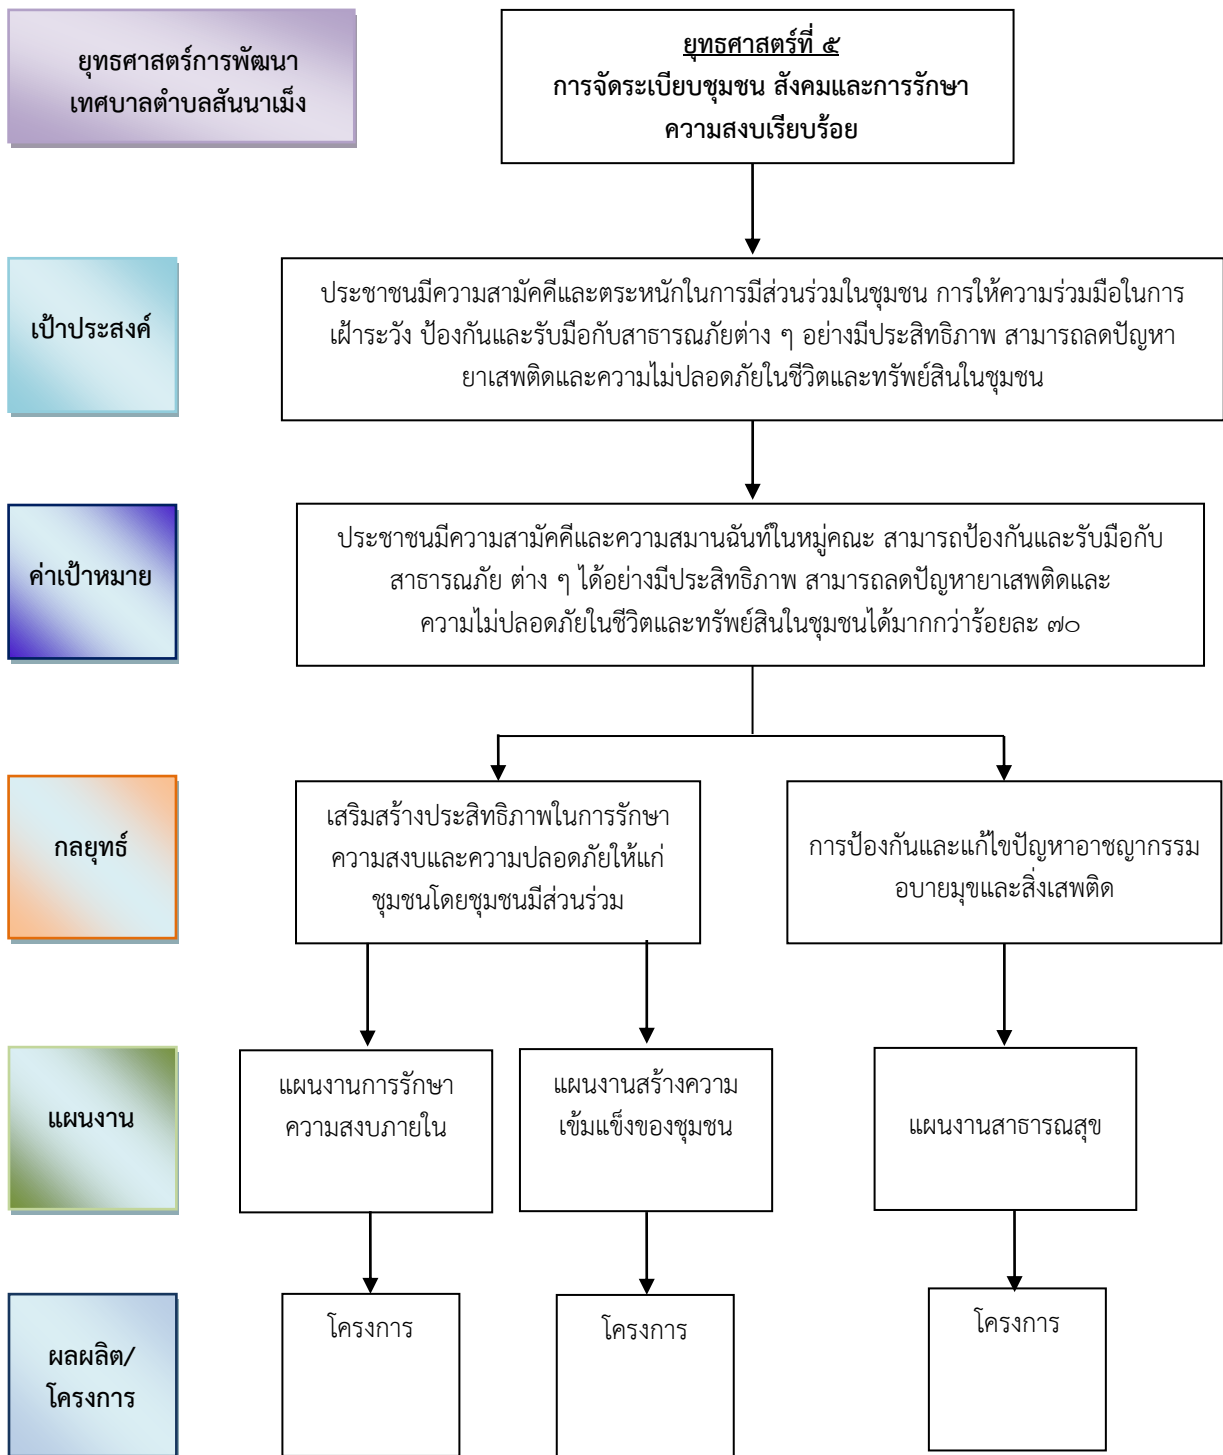 ยุทธศาสตร์การพัฒนา
เทศบาลตำบลสันนาเม็ง
ยุทธศาสตร์ที่ ๕
การจัดระเบียบชุมชน สังคมและการรักษา
ความสงบเรียบร้อย
เป้าประสงค์
ประชาชนมีความสามัคคีและตระหนักในการมีส่วนร่วมในชุมชน การให้ความร่วมมือในการ
เฝ้าระวัง ป้องกันและรับมือกับสาธารณภัยต่าง ๆ อย่างมีประสิทธิภาพ สามารถลดปัญหา
ยาเสพติดและความไม่ปลอดภัยในชีวิตและทรัพย์สินในชุมชน
ค่าเป้าหมาย
ประชาชนมีความสามัคคีและความสมานฉันท์ในหมู่คณะ สามารถป้องกันและรับมือกับ
สาธารณภัย ต่าง ๆ ได้อย่างมีประสิทธิภาพ สามารถลดปัญหายาเสพติดและ
ความไม่ปลอดภัยในชีวิตและทรัพย์สินในชุมชนได้มากกว่าร้อยละ ๗๐
กลยุทธ์
เสริมสร้างประสิทธิภาพในการรักษา
ความสงบและความปลอดภัยให้แก่
ชุมชนโดยชุมชนมีส่วนร่วม
การป้องกันและแก้ไขปัญหาอาชญากรรม
อบายมุขและสิ่งเสพติด
แผนงาน
แผนงานการรักษา
ความสงบภายใน
แผนงานสร้างความ
เข้มแข็งของชุมชน
แผนงานสาธารณสุข
ผลผลิต/
โครงการ
โครงการ
โครงการ
โครงการ